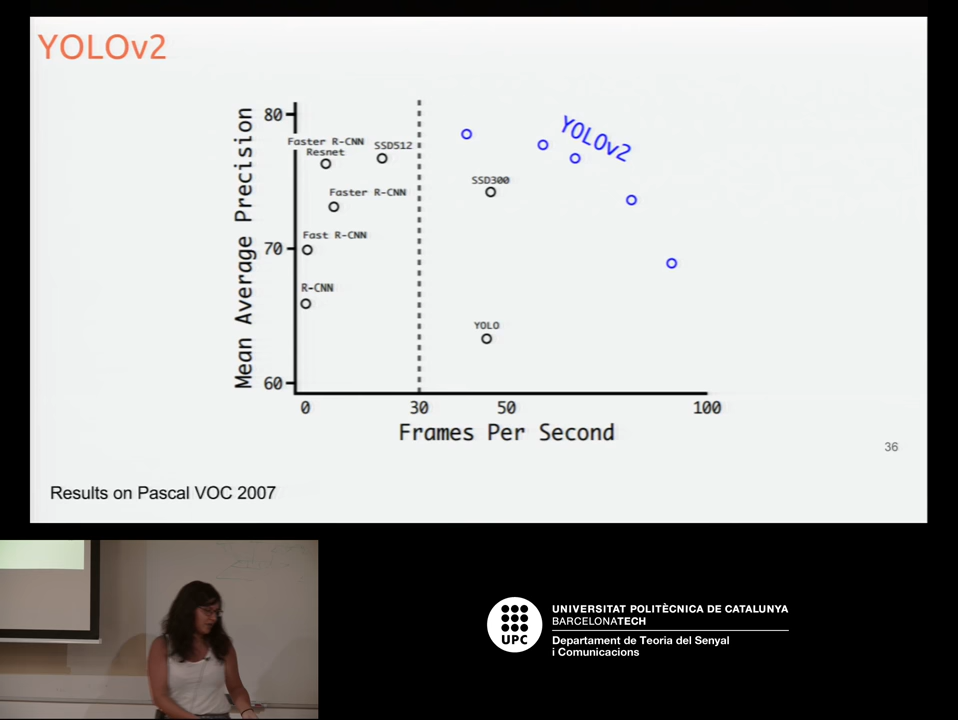 YOLOv2
Mean Average Precision
80
70
60
Faster R-CNN
Resnet
SSD512
YOLOv2
Faster R-CNN
SSD300
Fast R-CNN
R-CNN
YOLO
0 30 50 100
Frames Per Second
36
Results on Pascal VOC 2007
UPC
UNIVERSITAT POLITÈCNICA DE CATALUNYA
BARCELONATECH
Departament de Teoria del Senyal
i Comunicacions